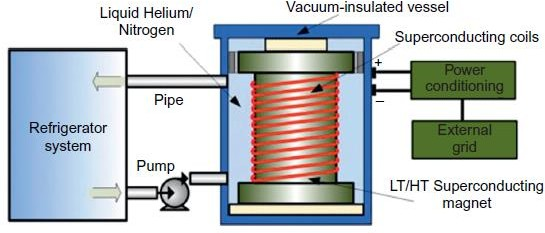 Liquid Helium/
Nitrogen
Vacuum-insulated vessel
Superconducting coils
Pipe
+
–
Power
conditioning
Refrigerator
system
External
grid
Pump
LT/HT Superconducting
magnet